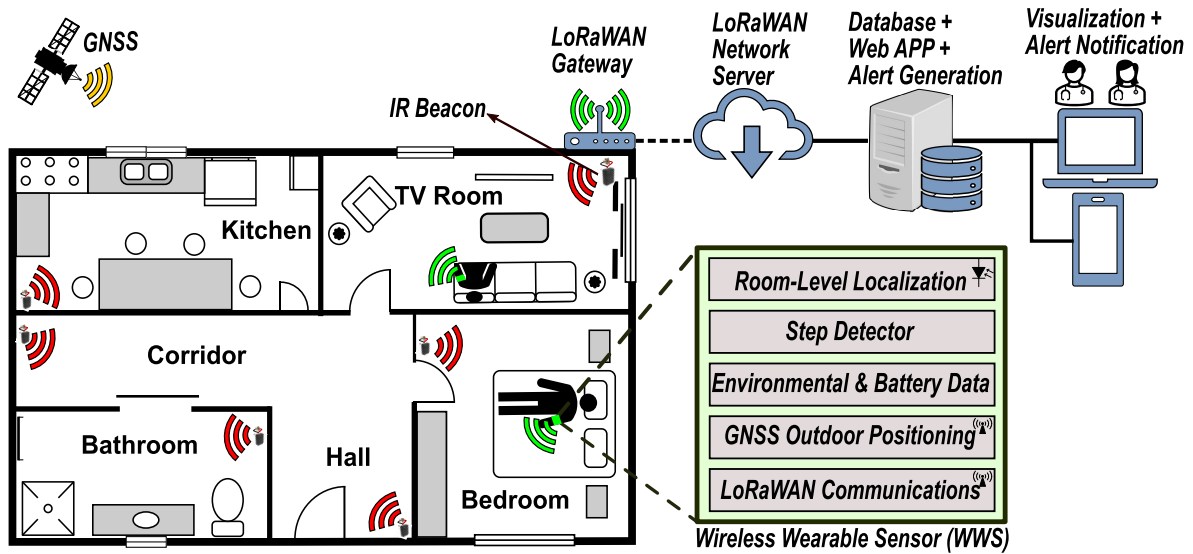 GNSS
LoRaWAN
Gateway
LoRaWAN
Network
Server
Database +
Web APP +
Alert Generation
Visualization +
Alert Notification
IR Beacon
Kitchen
TV Room
Corridor
Bathroom
Hall
Bedroom
Room-Level Localization
Step Detector
Environmental & Battery Data
GNSS Outdoor Positioning
LoRaWAN Communications
Wireless Wearable Sensor (WWS)